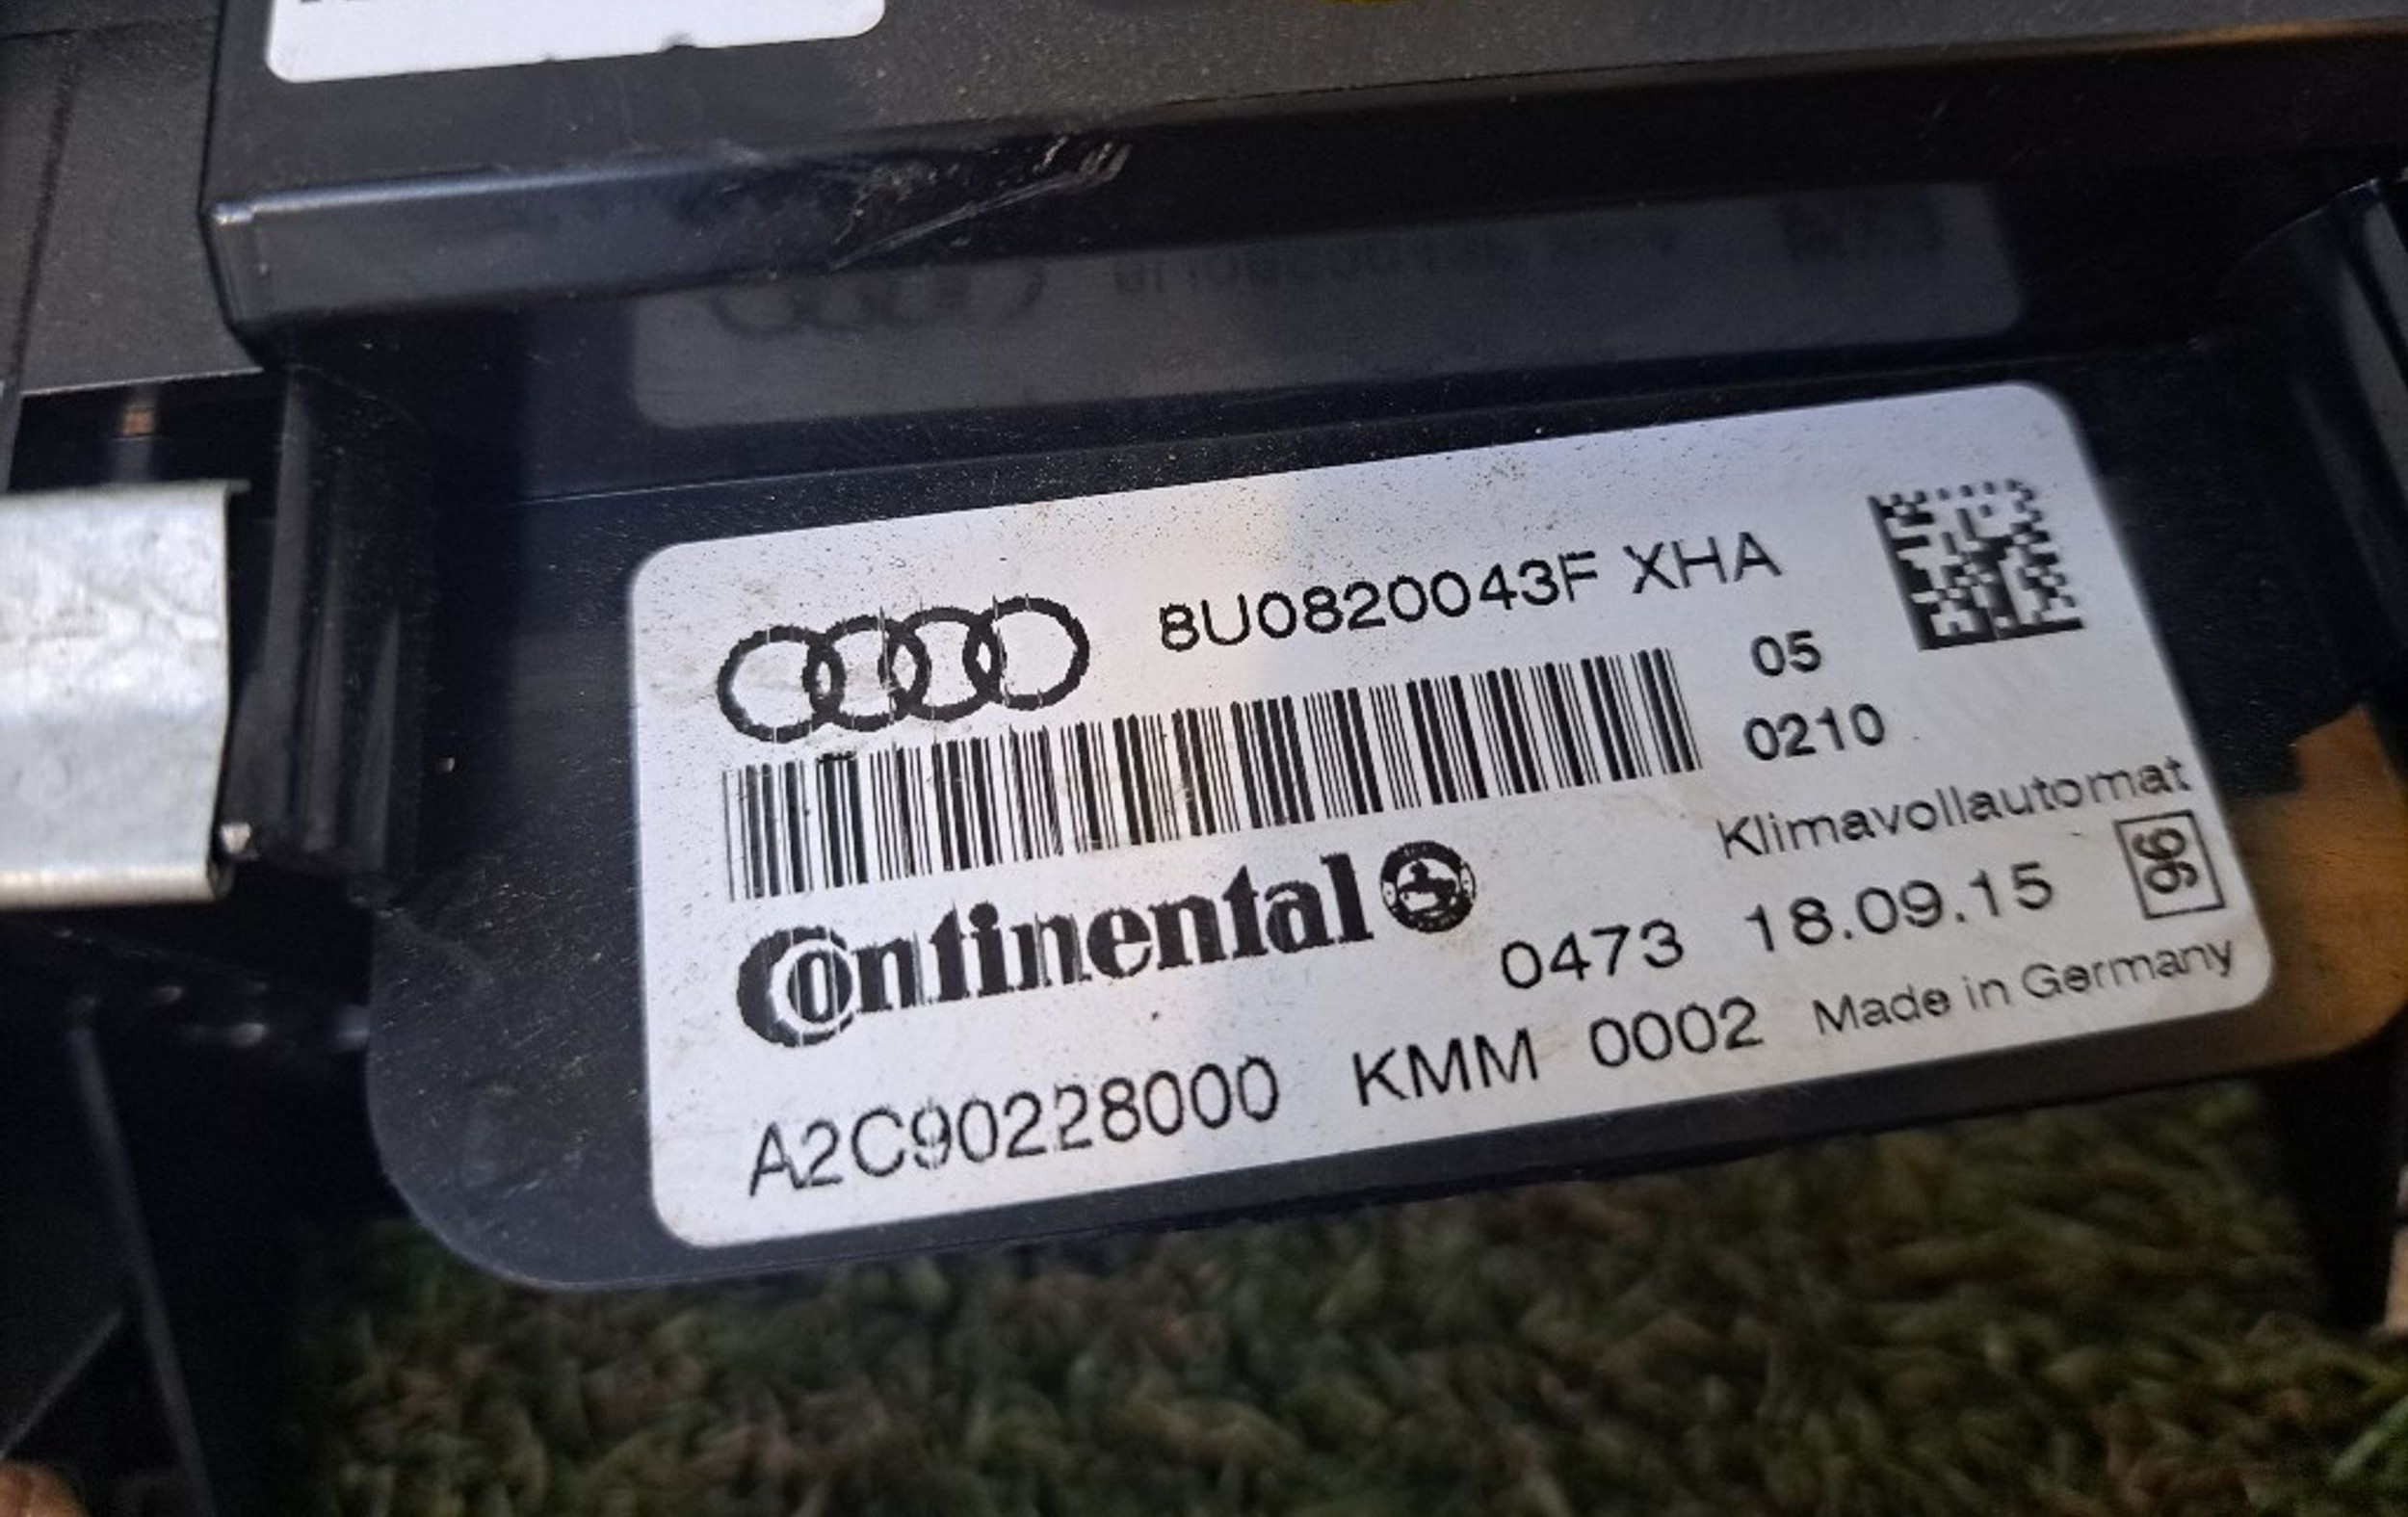 8U0820043F XHA
05
0210
Klimavollautomat
Continental
0473 18.09.15 96
A2C90228000 KMM 0002 Made in Germany